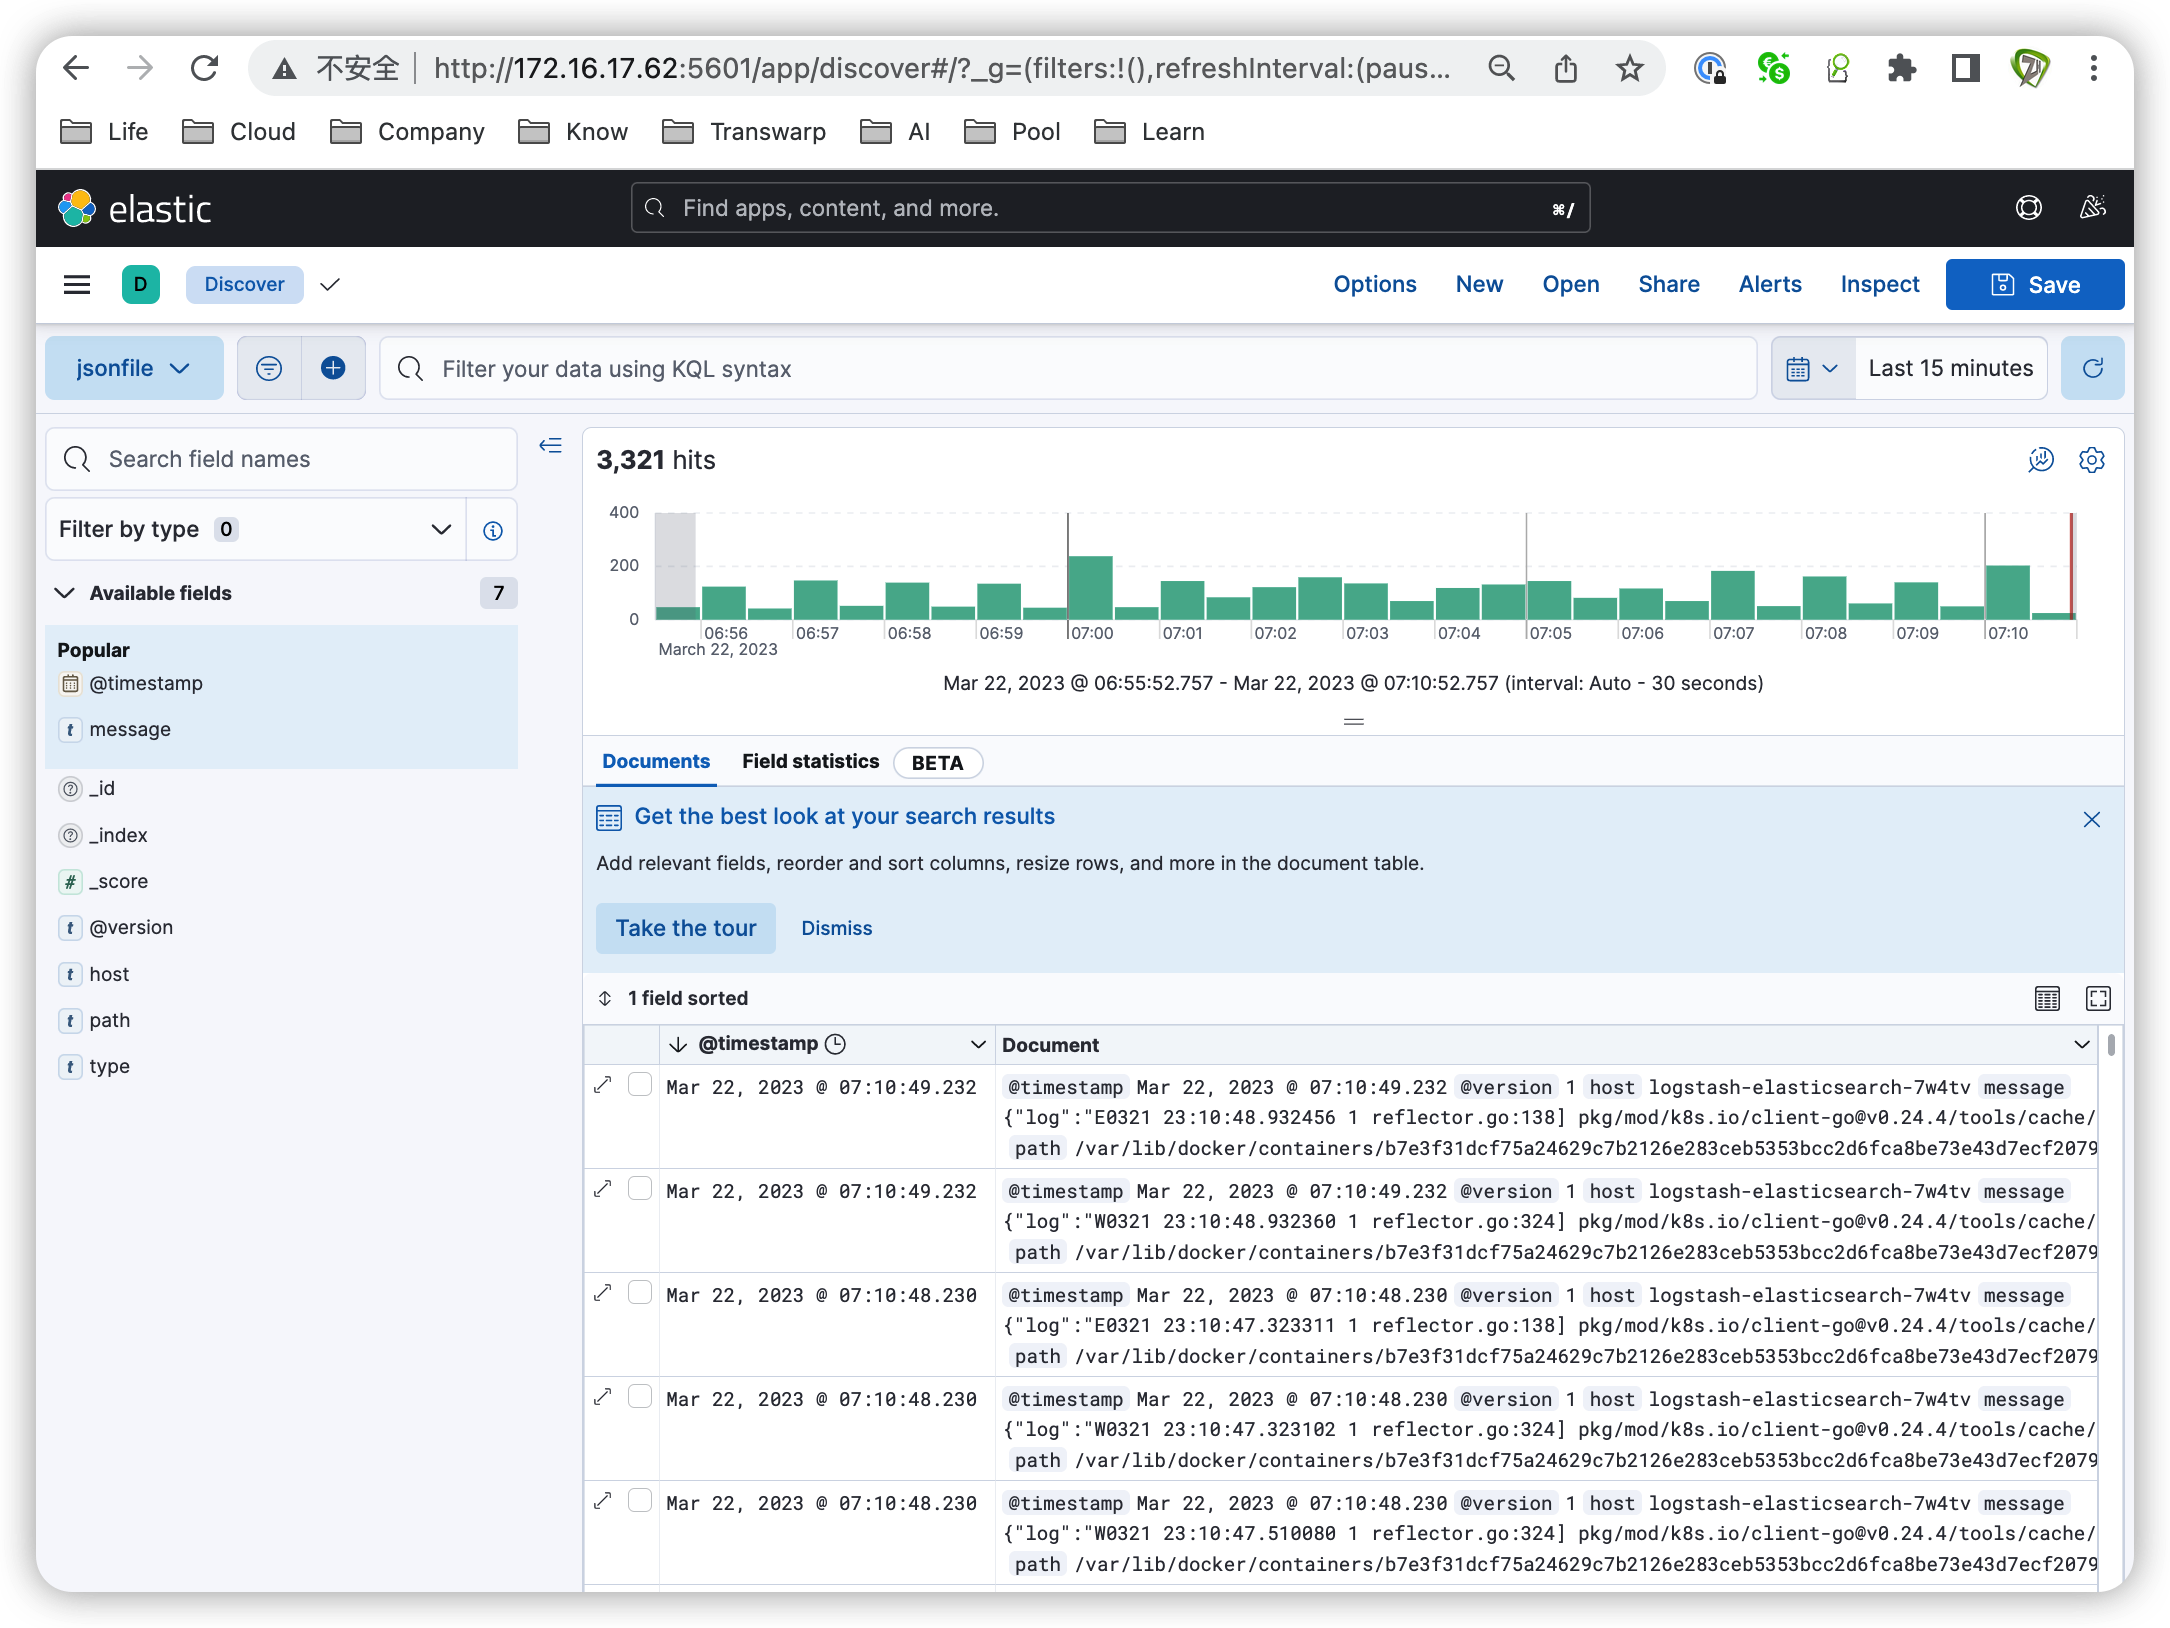 不安全 http://172.16.17.62:5601/app/discover#/?_g=(filters:!(),refreshInterval:(paus...
Life Cloud Company Know Transwarp AI Pool Learn
elastic Find apps, content, and more. ⌘/
D Discover Options New Open Share Alerts Inspect Save
jsonfile Filter your data using KQL syntax Last 15 minutes
Search field names
Filter by type 0
Available fields 7
Popular
@timestamp
t message
_id
_index
# _score
t @version
t host
t path
t type
3,321 hits
400
200
0
06:56 06:57 06:58 06:59 07:00 07:01 07:02 07:03 07:04 07:05 07:06 07:07 07:08 07:09 07:10
March 22, 2023
Mar 22, 2023 @ 06:55:52.757 - Mar 22, 2023 @ 07:10:52.757 (interval: Auto - 30 seconds)
Documents Field statistics BETA
Get the best look at your search results
Add relevant fields, reorder and sort columns, resize rows, and more in the document table.
Take the tour Dismiss
1 field sorted
@timestamp Document
Mar 22, 2023 @ 07:10:49.232 @timestamp Mar 22, 2023 @ 07:10:49.232 @version 1 host logstash-elasticsearch-7w4tv message
{"log":"E0321 23:10:48.932456 1 reflector.go:138] pkg/mod/k8s.io/client-go@v0.24.4/tools/cache/
path /var/lib/docker/containers/b7e3f31dcf75a24629c7b2126e283ceb5353bcc2d6fca8be73e43d7ecf2079
Mar 22, 2023 @ 07:10:49.232 @timestamp Mar 22, 2023 @ 07:10:49.232 @version 1 host logstash-elasticsearch-7w4tv message
{"log":"W0321 23:10:48.932360 1 reflector.go:324] pkg/mod/k8s.io/client-go@v0.24.4/tools/cache/
path /var/lib/docker/containers/b7e3f31dcf75a24629c7b2126e283ceb5353bcc2d6fca8be73e43d7ecf2079
Mar 22, 2023 @ 07:10:48.230 @timestamp Mar 22, 2023 @ 07:10:48.230 @version 1 host logstash-elasticsearch-7w4tv message
{"log":"E0321 23:10:47.323311 1 reflector.go:138] pkg/mod/k8s.io/client-go@v0.24.4/tools/cache/
path /var/lib/docker/containers/b7e3f31dcf75a24629c7b2126e283ceb5353bcc2d6fca8be73e43d7ecf2079
Mar 22, 2023 @ 07:10:48.230 @timestamp Mar 22, 2023 @ 07:10:48.230 @version 1 host logstash-elasticsearch-7w4tv message
{"log":"W0321 23:10:47.323102 1 reflector.go:324] pkg/mod/k8s.io/client-go@v0.24.4/tools/cache/
path /var/lib/docker/containers/b7e3f31dcf75a24629c7b2126e283ceb5353bcc2d6fca8be73e43d7ecf2079
Mar 22, 2023 @ 07:10:48.230 @timestamp Mar 22, 2023 @ 07:10:48.230 @version 1 host logstash-elasticsearch-7w4tv message
{"log":"W0321 23:10:47.510080 1 reflector.go:324] pkg/mod/k8s.io/client-go@v0.24.4/tools/cache/
path /var/lib/docker/containers/b7e3f31dcf75a24629c7b2126e283ceb5353bcc2d6fca8be73e43d7ecf2079